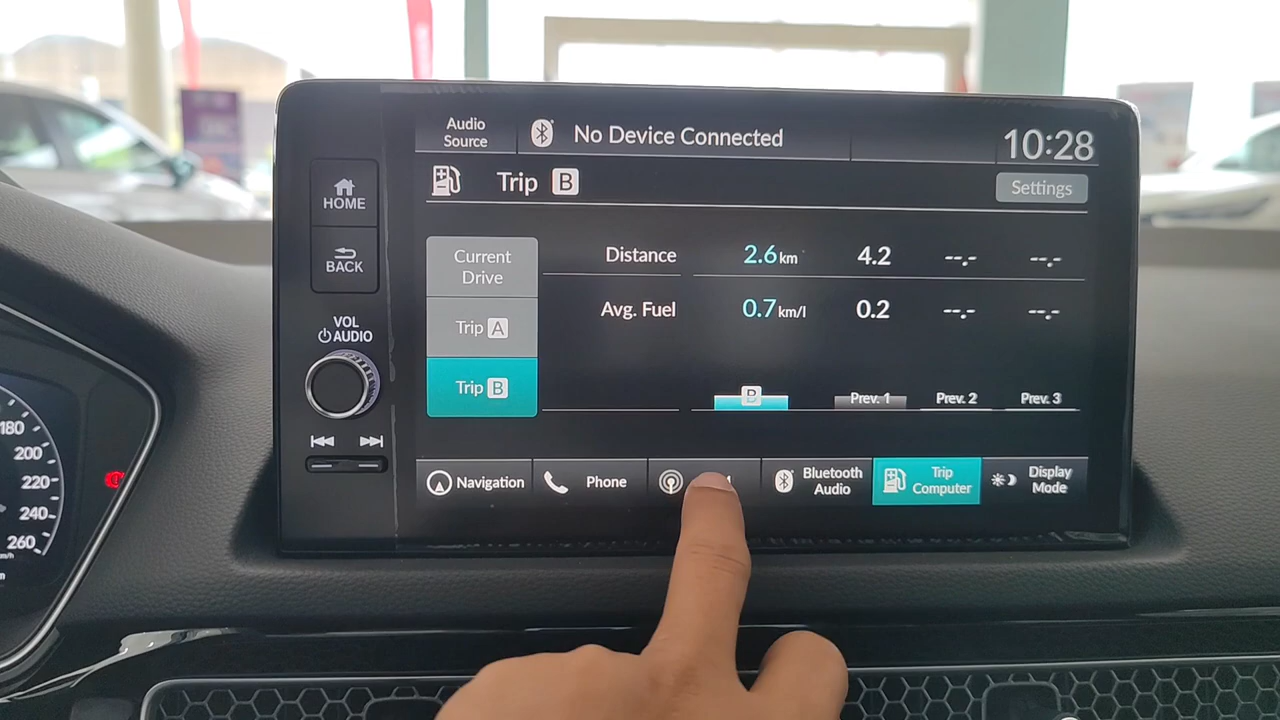 Audio
Source
No Device Connected
10:28
Trip B
Settings
HOME
BACK
VOL
AUDIO
Current
Drive
Trip A
Trip B
Distance 2.6 km 4.2 --.- --.-
Avg. Fuel 0.7 km/l 0.2 --.- --.-
B Prev. 1 Prev. 2 Prev. 3
Navigation
Phone
Bluetooth
Audio
Trip
Computer
Display
Mode
180
200
220
240
260